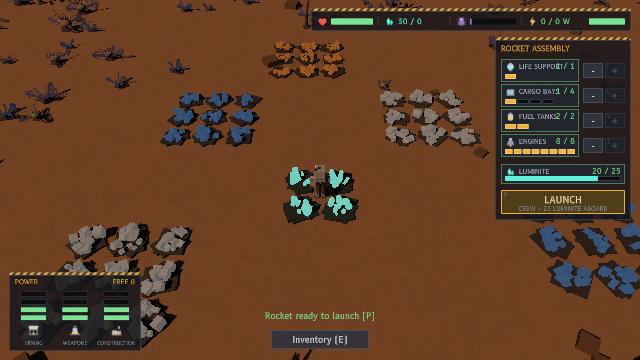 30 / 0
0 / 0 W
ROCKET ASSEMBLY
LIFE SUPPORT 1 / 1
- +
CARGO BAYS 1 / 4
- +
FUEL TANKS 2 / 2
- +
ENGINES 8 / 8
- +
LUMINITE 20 / 25
LAUNCH
CREW + 25 LUMINITE ABOARD
POWER FREE 0
MINING WEAPONS CONSTRUCTION
Rocket ready to launch [P]
Inventory [E]